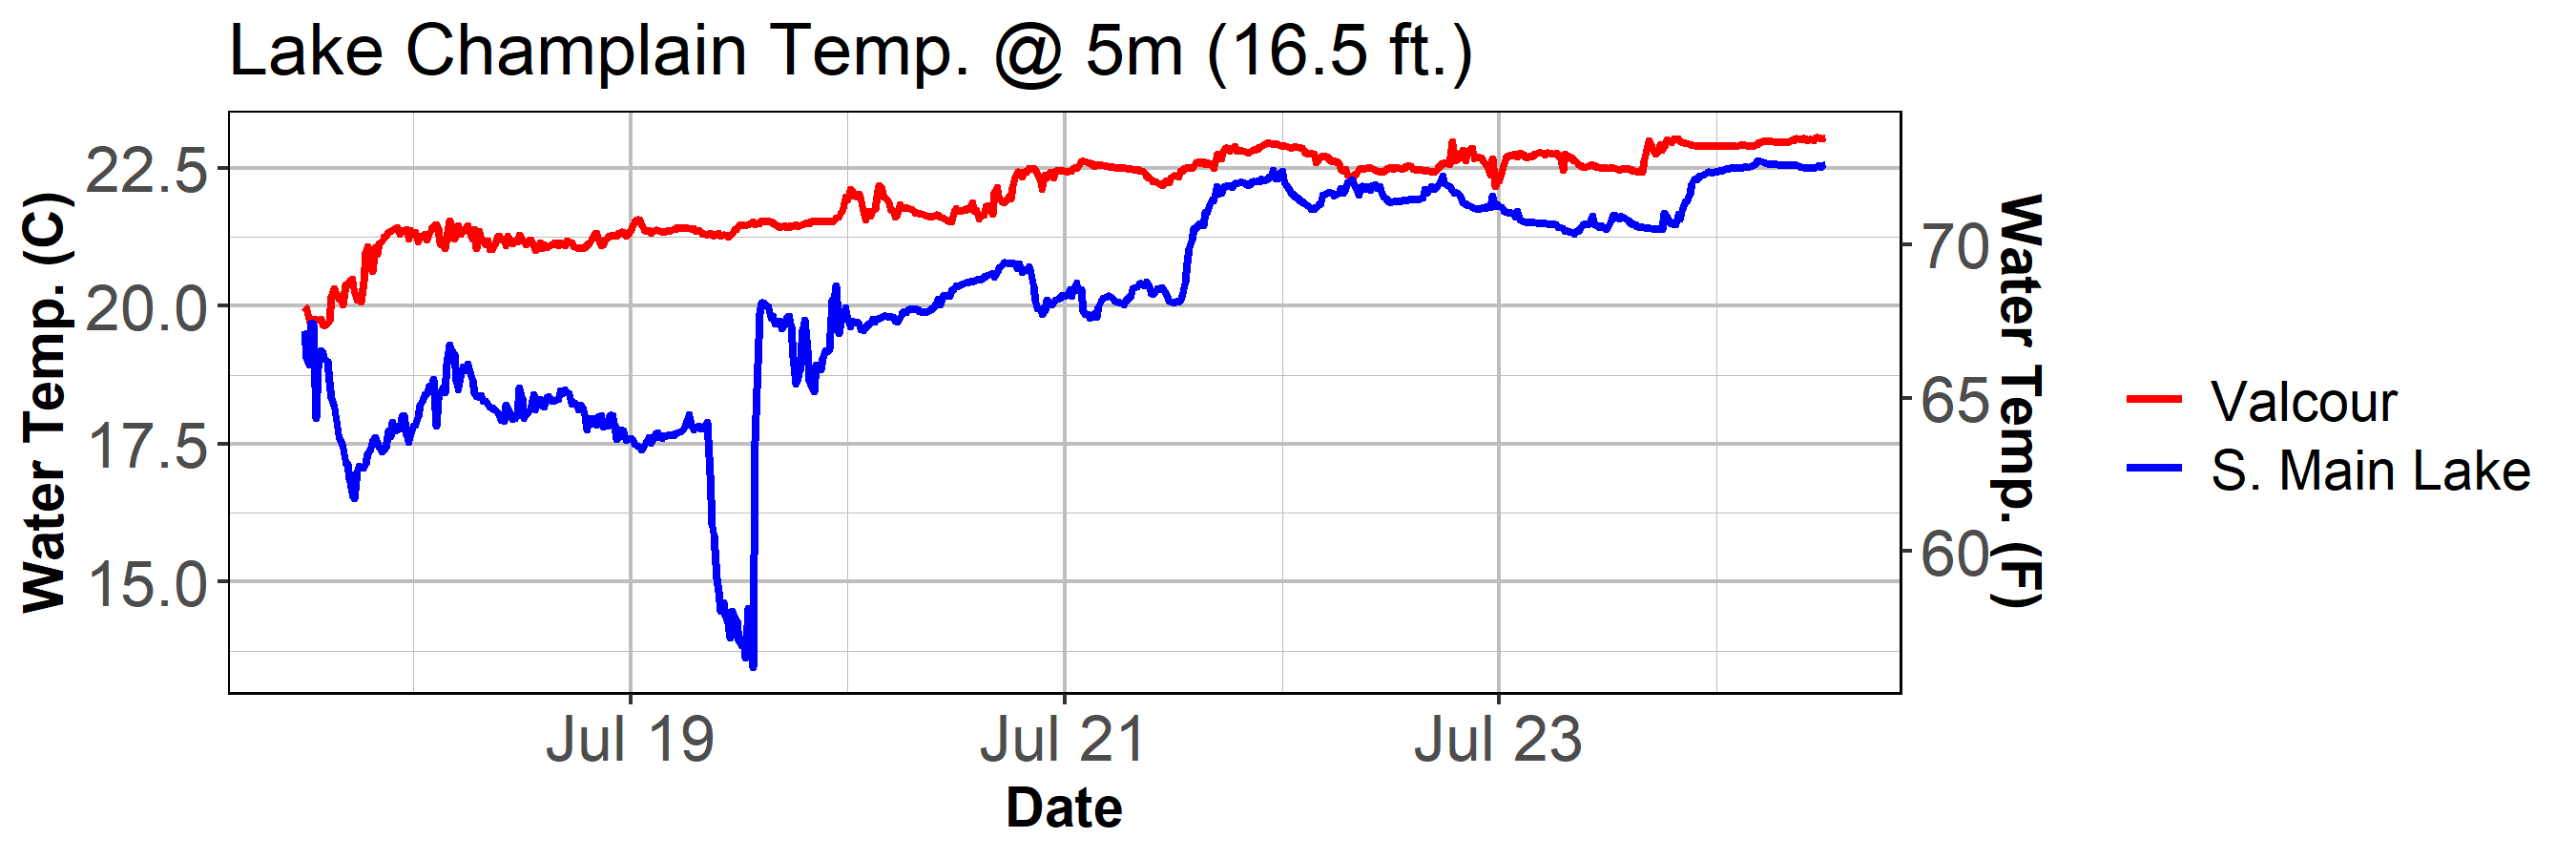 Lake Champlain Temp. @ 5m (16.5 ft.)
Water Temp. (C)
22.5
20.0
17.5
15.0
70
65
60
Water Temp. (F)
Jul 19
Jul 21
Jul 23
Date
Valcour
S. Main Lake